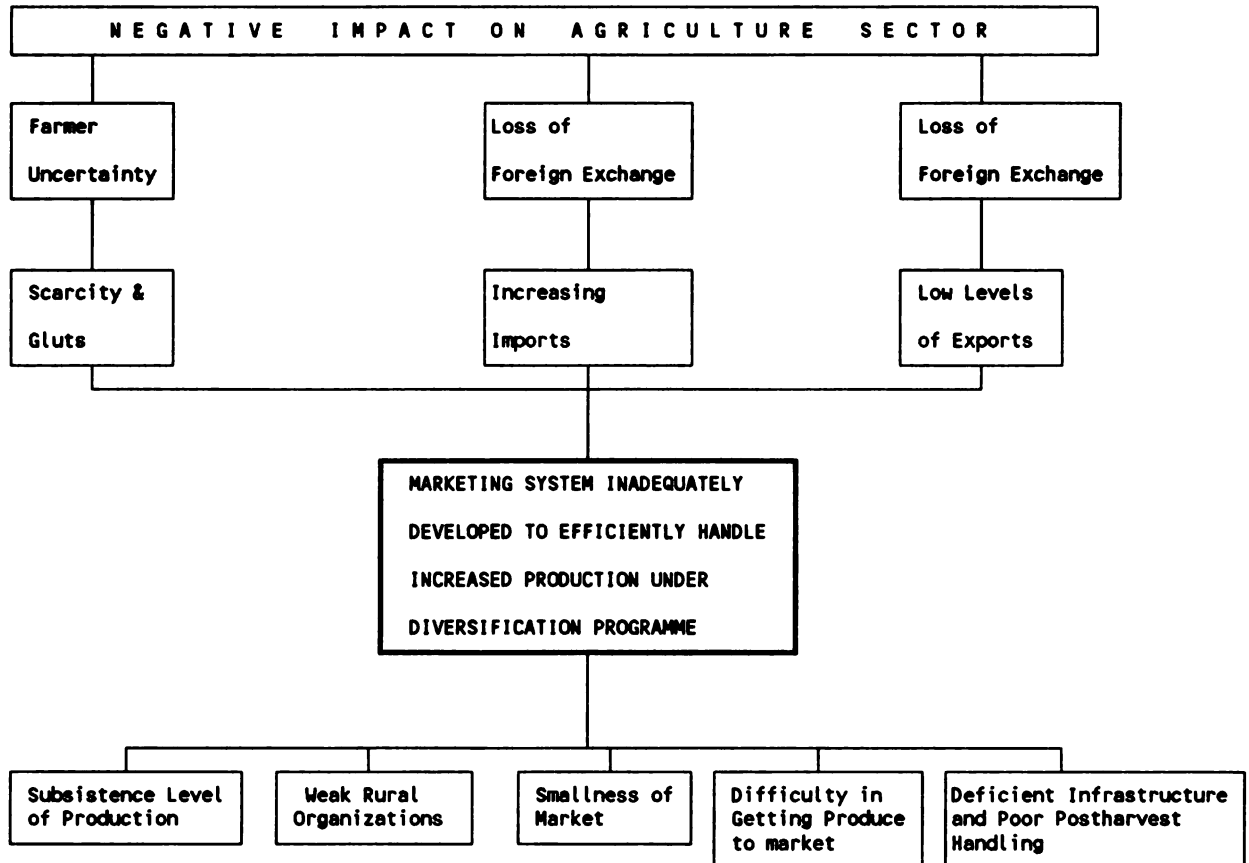 NEGATIVE IMPACT ON AGRICULTURE SECTOR
Farmer
Uncertainty
Loss of
Foreign Exchange
Loss of
Foreign Exchange
Scarcity &
Gluts
Increasing
Imports
Low Levels
of Exports
MARKETING SYSTEM INADEQUATELY
DEVELOPED TO EFFICIENTLY HANDLE
INCREASED PRODUCTION UNDER
DIVERSIFICATION PROGRAMME
Subsistence Level
of Production
Weak Rural
Organizations
Smallness of
Market
Difficulty in
Getting Produce
to market
Deficient Infrastructure
and Poor Postharvest
Handling